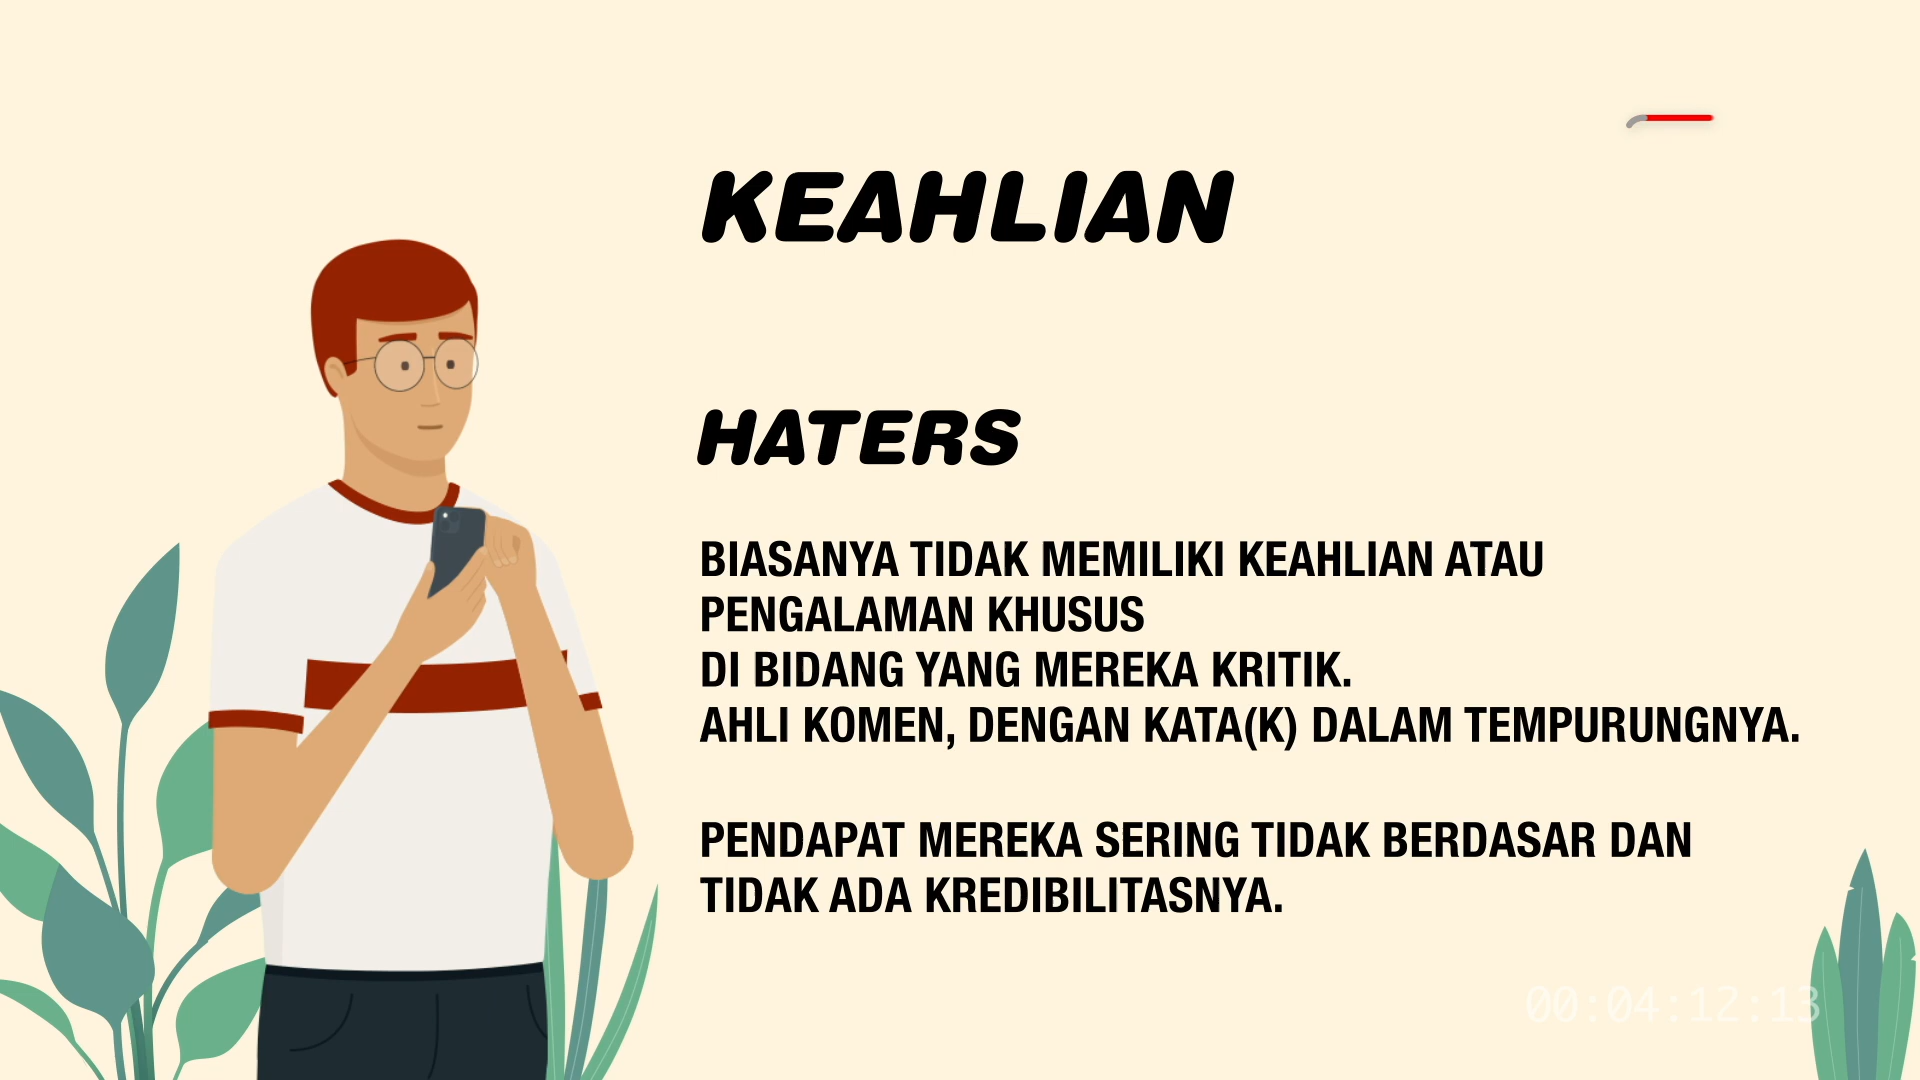 KEAHLIAN
HATERS
BIASANYA TIDAK MEMILIKI KEAHLIAN ATAU
PENGALAMAN KHUSUS
DI BIDANG YANG MEREKA KRITIK.
AHLI KOMEN, DENGAN KATA(K) DALAM TEMPURUNGNYA.
PENDAPAT MEREKA SERING TIDAK BERDASAR DAN
TIDAK ADA KREDIBILITASNYA.
00:04:12:13